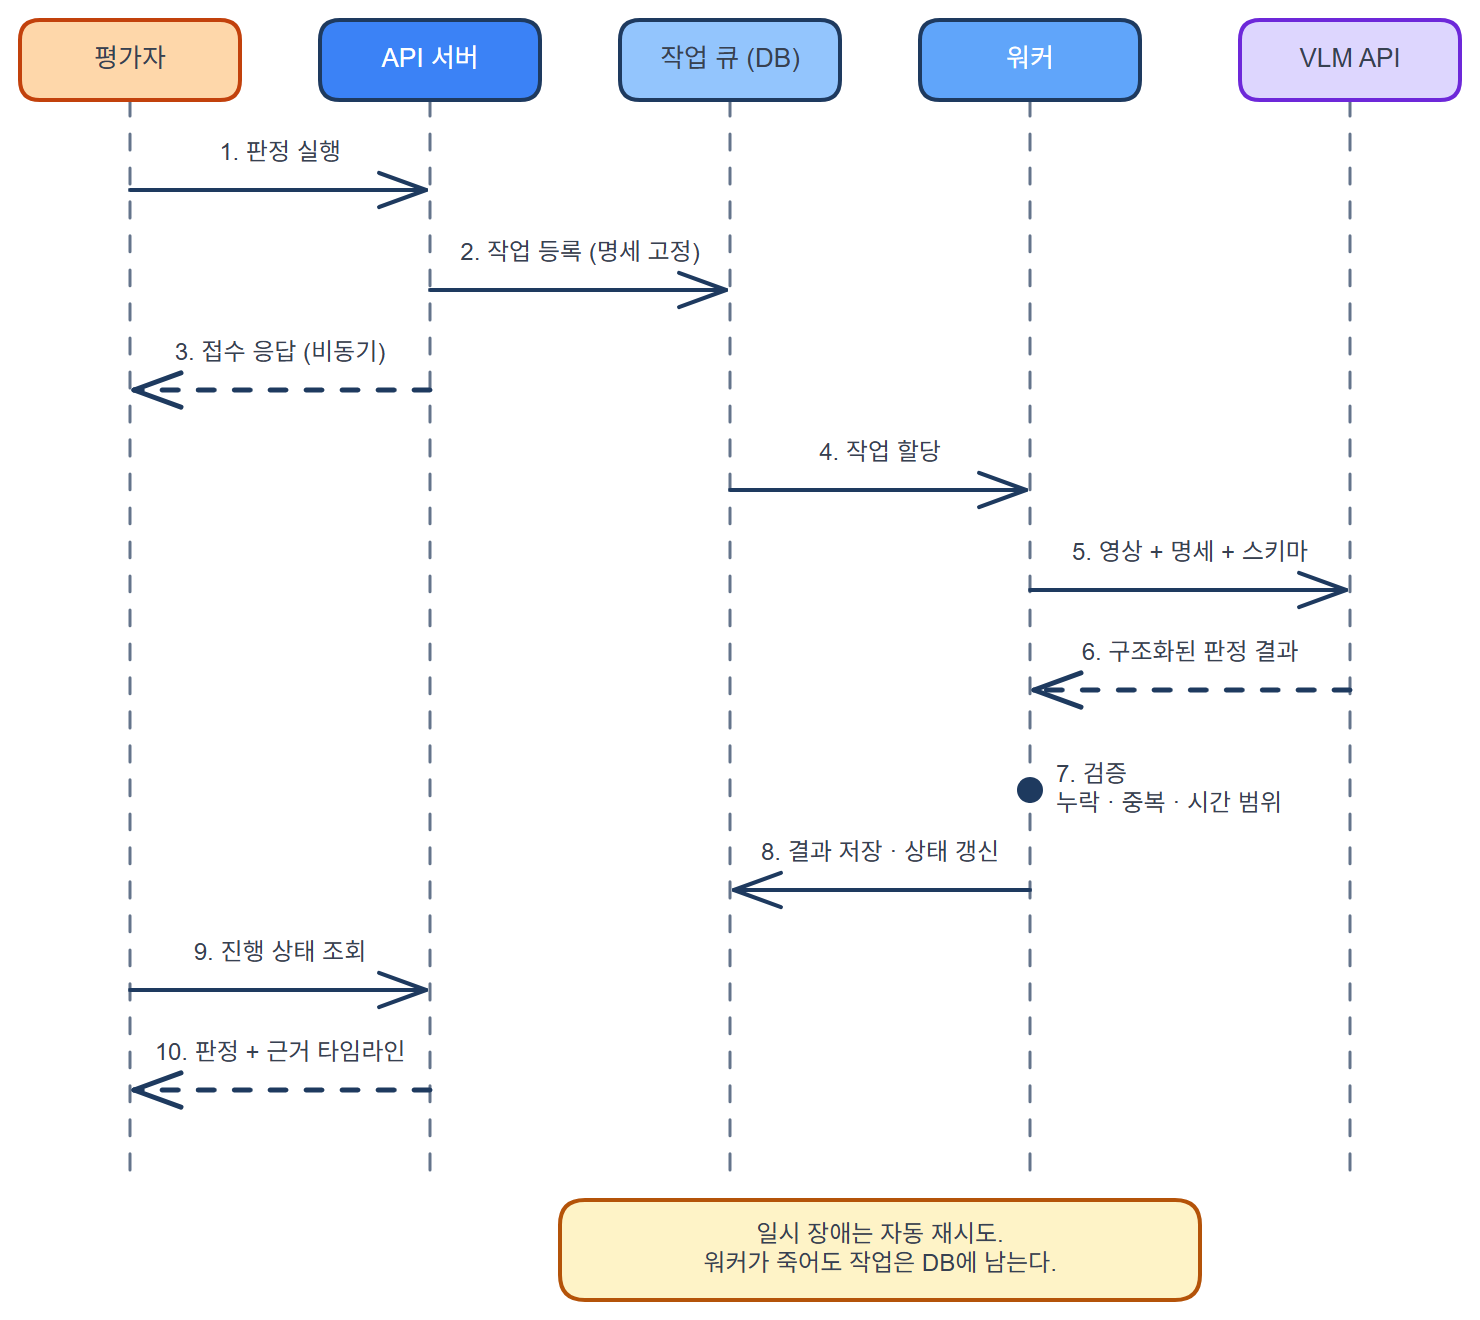 평가자
API 서버
작업 큐 (DB)
워커
VLM API
1. 판정 실행
2. 작업 등록 (명세 고정)
3. 접수 응답 (비동기)
4. 작업 할당
5. 영상 + 명세 + 스키마
6. 구조화된 판정 결과
7. 검증
누락 · 중복 · 시간 범위
8. 결과 저장 · 상태 갱신
9. 진행 상태 조회
10. 판정 + 근거 타임라인
일시 장애는 자동 재시도.
워커가 죽어도 작업은 DB에 남는다.